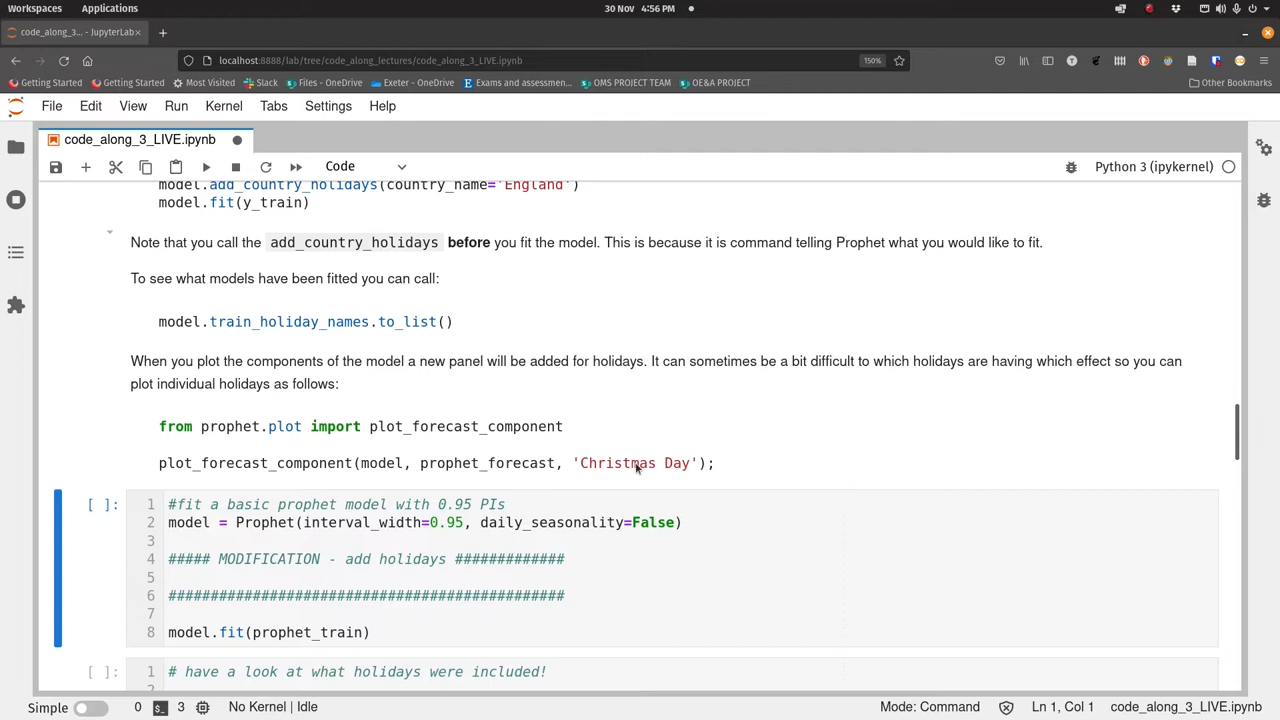 Workspaces Applications 30 Nov 4:56 PM
code_along_3_... - JupyterLab
localhost:8888/lab/tree/code_along_lectures/code_along_3_LIVE.ipynb 150%
Getting Started Getting Started Most Visited Slack Files - OneDrive Exeter - OneDrive Exams and assessmen... OMS PROJECT TEAM OE&A PROJECT Other Bookmarks
File Edit View Run Kernel Tabs Settings Help
code_along_3_LIVE.ipynb
Code Python 3 (ipykernel)
model.add_country_holidays(country_name='England')
model.fit(y_train)
Note that you call the add_country_holidays before you fit the model. This is because it is command telling Prophet what you would like to fit.
To see what models have been fitted you can call:
model.train_holiday_names.to_list()
When you plot the components of the model a new panel will be added for holidays. It can sometimes be a bit difficult to which holidays are having which effect so you can
plot individual holidays as follows:
from prophet.plot import plot_forecast_component
plot_forecast_component(model, prophet_forecast, 'Christmas Day');
[ ]: 1 #fit a basic prophet model with 0.95 PIs
2 model = Prophet(interval_width=0.95, daily_seasonality=False)
3
4 ##### MODIFICATION - add holidays #############
5
6 ###############################################
7
8 model.fit(prophet_train)
[ ]: 1 # have a look at what holidays were included!
2
Simple 0 3 No Kernel | Idle Mode: Command Ln 1, Col 1 code_along_3_LIVE.ipynb